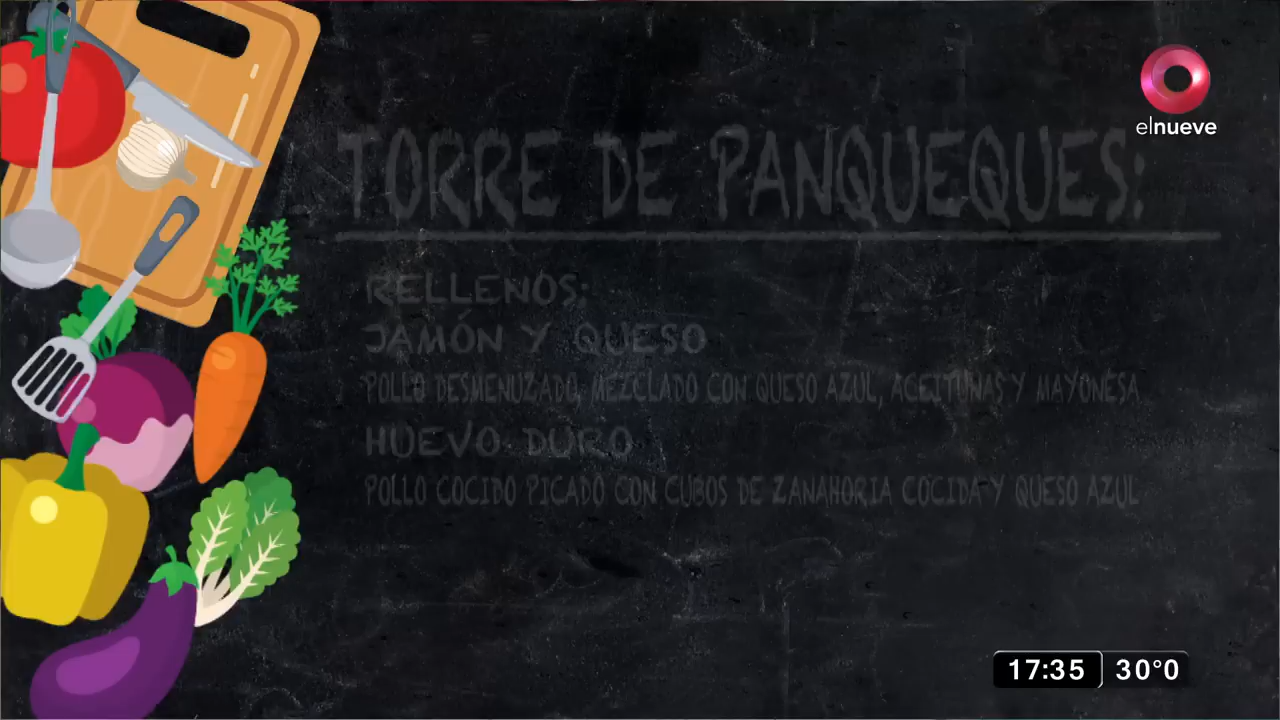 elnueve
TORRE DE PANQUEQUES:
RELLENOS:
JAMÓN Y QUESO
POLLO DESMENUZADO, MEZCLADO CON QUESO AZUL, ACEITUNAS Y MAYONESA
HUEVO DURO
POLLO COCIDO PICADO CON CUBOS DE ZANAHORIA COCIDA Y QUESO AZUL
17:35 30°0